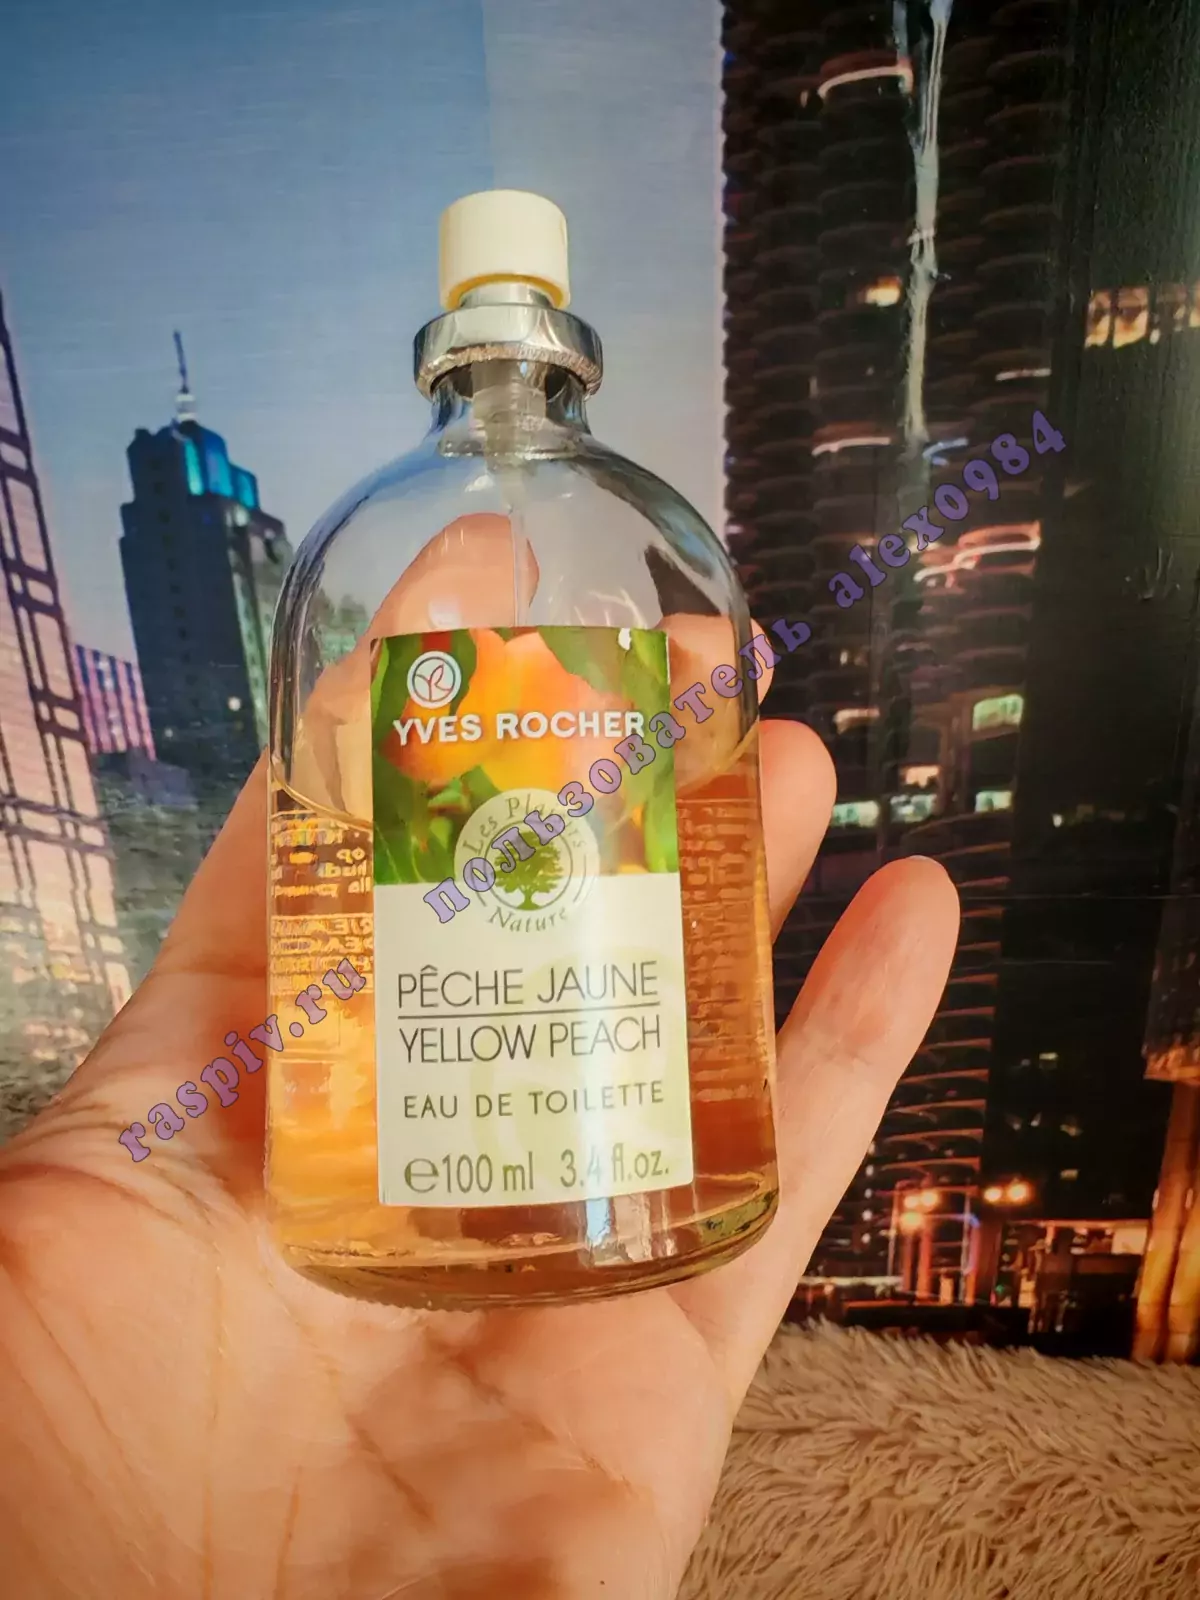 YVES ROCHER
Les Plaisirs
Nature
PÊCHE JAUNE
YELLOW PEACH
EAU DE TOILETTE
℮100 ml 3.4 fl.oz.
raspiv.ru пользователь alex0984